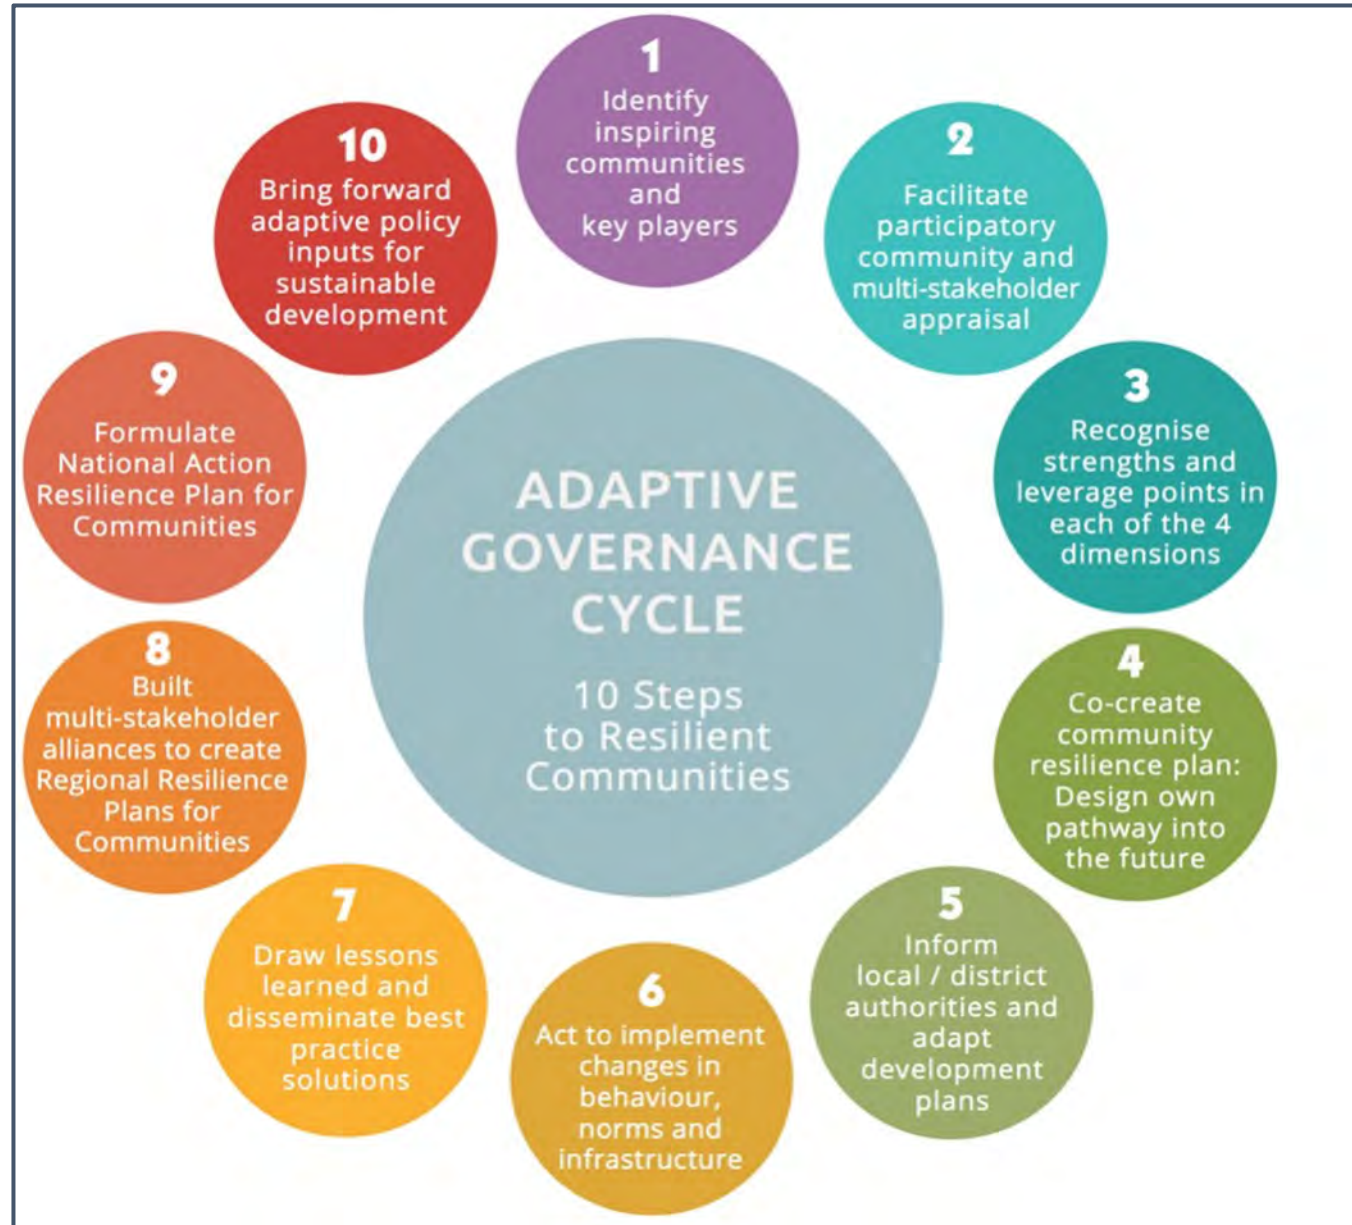 1
Identify
inspiring
communities
and
key players
2
Facilitate
participatory
community and
multi-stakeholder
appraisal
3
Recognise
strengths and
leverage points in
each of the 4
dimensions
4
Co-create
community
resilience plan:
Design own
pathway into
the future
5
Inform
local / district
authorities and
adapt
development
plans
6
Act to implement
changes in
behaviour,
norms and
infrastructure
7
Draw lessons
learned and
disseminate best
practice
solutions
8
Built
multi-stakeholder
alliances to create
Regional Resilience
Plans for
Communities
9
Formulate
National Action
Resilience Plan for
Communities
10
Bring forward
adaptive policy
inputs for
sustainable
development
ADAPTIVE
GOVERNANCE
CYCLE
10 Steps
to Resilient
Communities